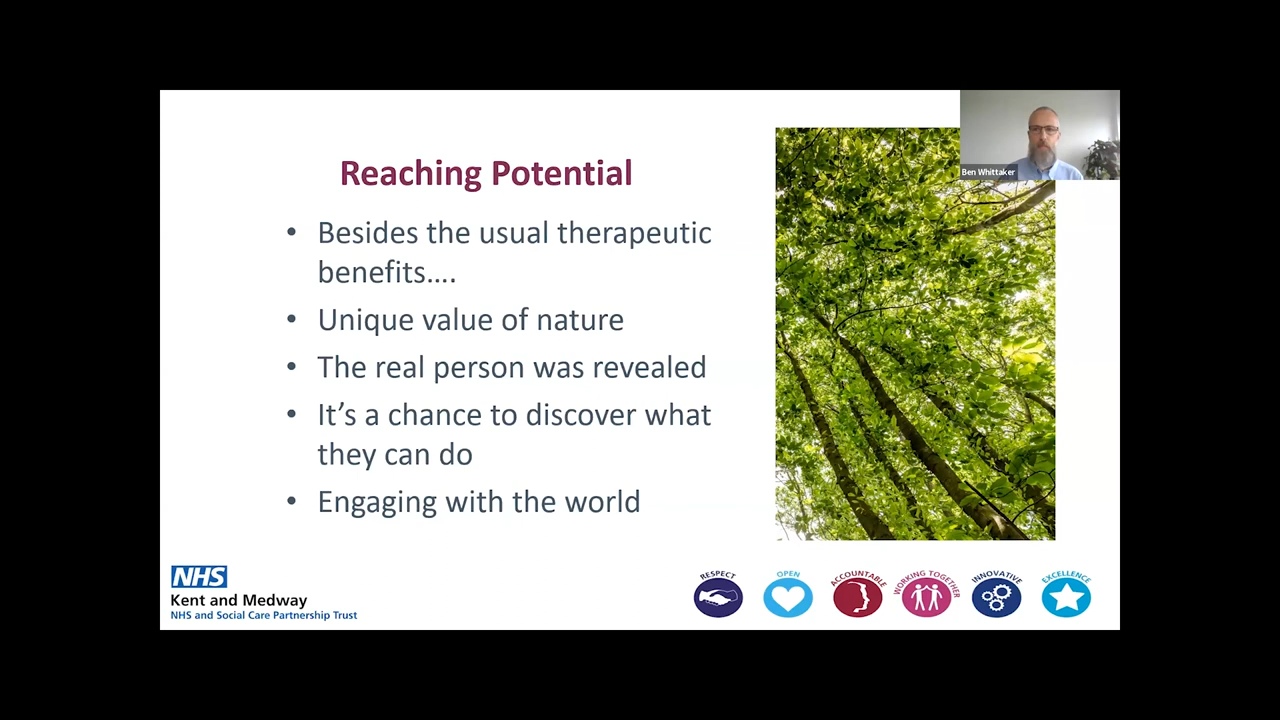 Ben Whittaker
Reaching Potential
• Besides the usual therapeutic
benefits....
• Unique value of nature
• The real person was revealed
• It’s a chance to discover what
they can do
• Engaging with the world
NHS
Kent and Medway
NHS and Social Care Partnership Trust
RESPECT
OPEN
ACCOUNTABLE
WORKING TOGETHER
INNOVATIVE
EXCELLENCE